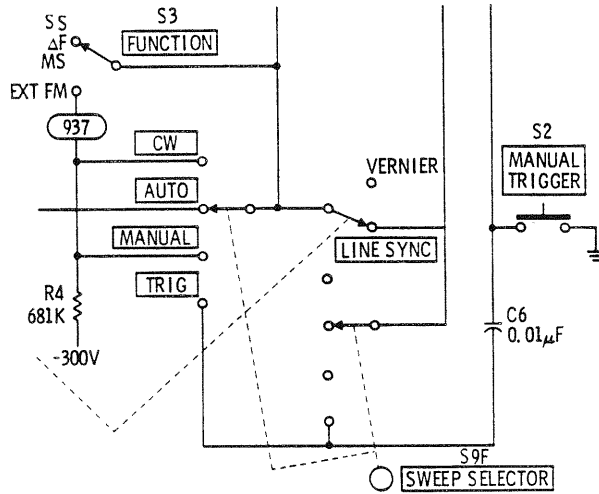 S3
SS
ΔF
MS
FUNCTION
EXT FM
937
S2
CW
MANUAL
TRIGGER
VERNIER
AUTO
MANUAL
LINE SYNC
TRIG
R4
681K
C6
0.01μF
-300V
S9F
SWEEP SELECTOR